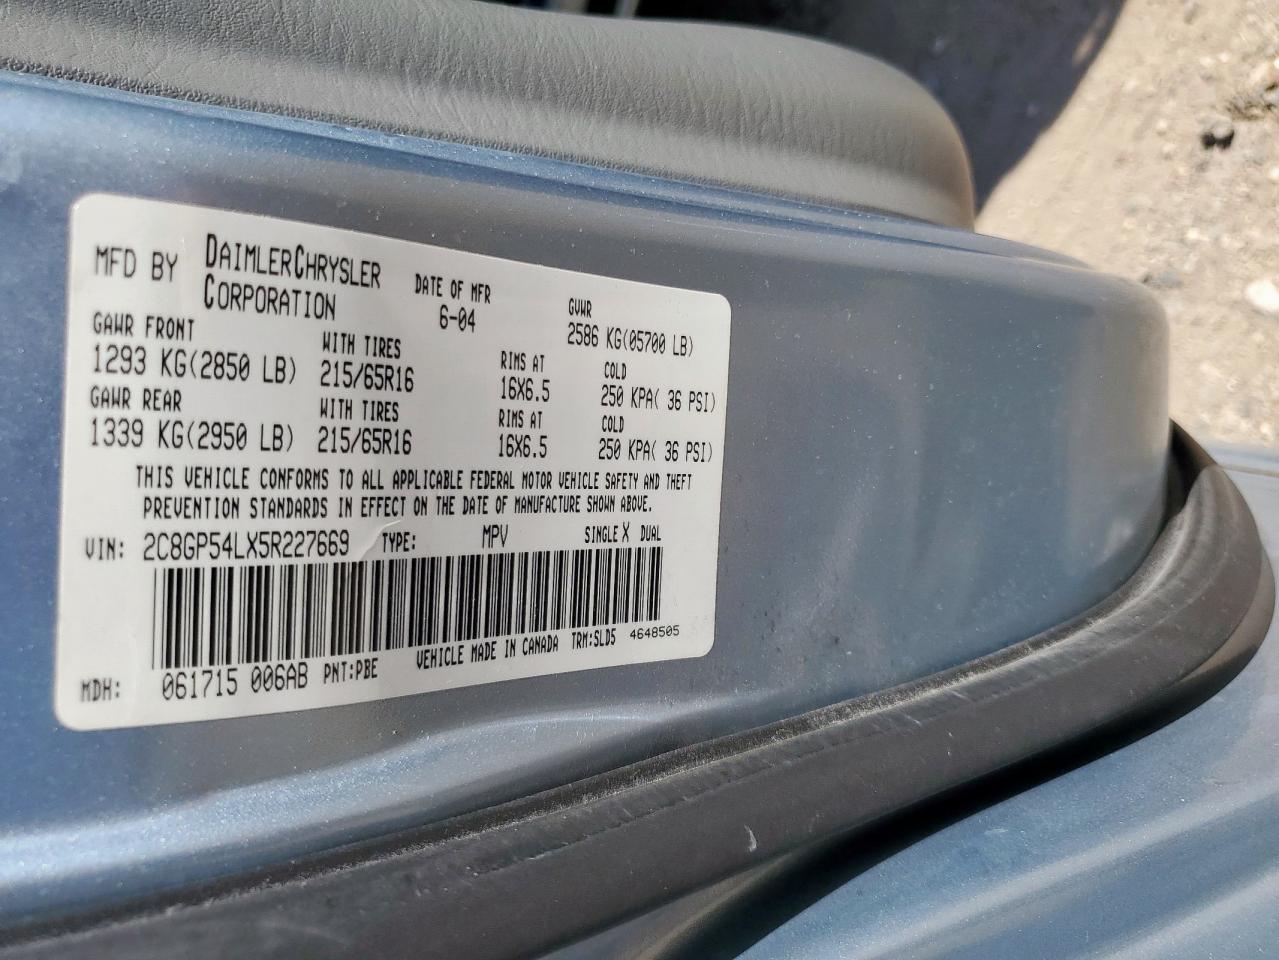 MFD BY DAIMLERCHRYSLER CORPORATION DATE OF MFR 6-04 GVWR 2586 KG(05700 LB)
GAWR FRONT WITH TIRES RIMS AT COLD
1293 KG(2850 LB) 215/65R16 16X6.5 250 KPA( 36 PSI)
GAWR REAR WITH TIRES RIMS AT COLD
1339 KG(2950 LB) 215/65R16 16X6.5 250 KPA( 36 PSI)
THIS VEHICLE CONFORMS TO ALL APPLICABLE FEDERAL MOTOR VEHICLE SAFETY AND THEFT
PREVENTION STANDARDS IN EFFECT ON THE DATE OF MANUFACTURE SHOWN ABOVE.
VIN: 2C8GP54LX5R227669 TYPE: MPV SINGLE X DUAL
MDH: 061715 006AB PNT:PBE VEHICLE MADE IN CANADA TRM:SLD5 4648505